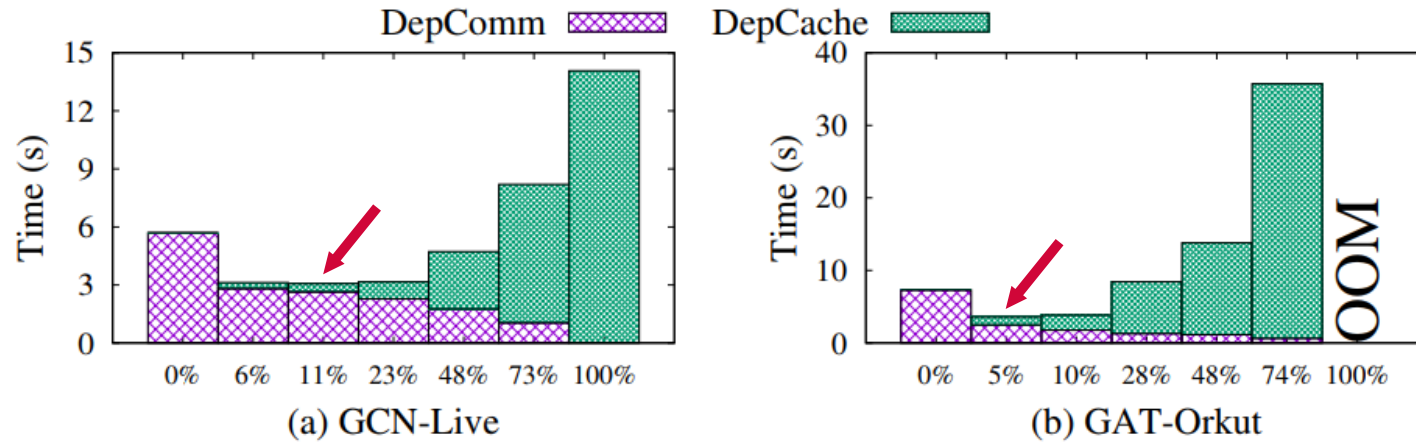 DepComm DepCache
Time (s)
15
12
9
6
3
0
0% 6% 11% 23% 48% 73% 100%
(a) GCN-Live
Time (s)
40
30
20
10
0
OOM
0% 5% 10% 28% 48% 74% 100%
(b) GAT-Orkut